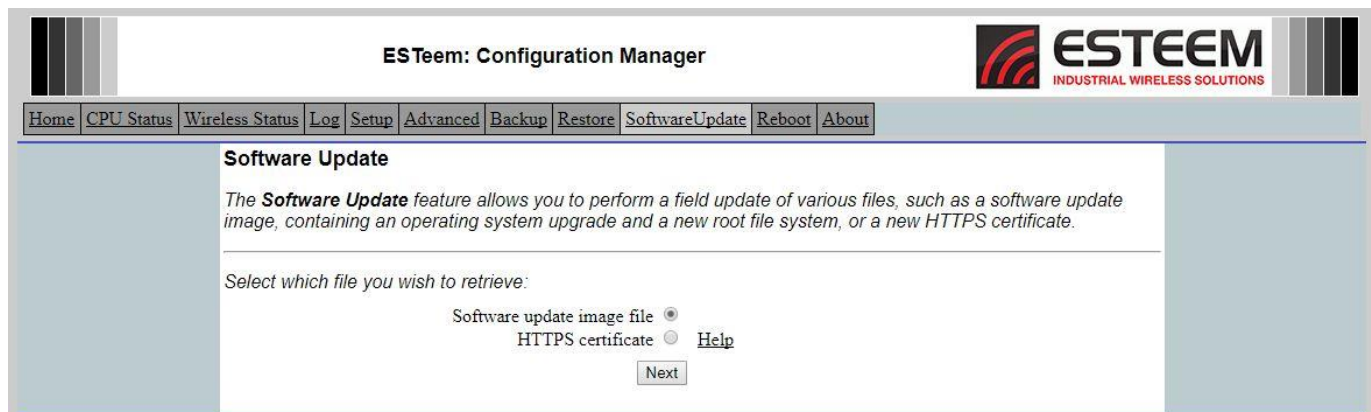 ESTeem: Configuration Manager
ESTEEM
INDUSTRIAL WIRELESS SOLUTIONS
Home CPU Status Wireless Status Log Setup Advanced Backup Restore SoftwareUpdate Reboot About
Software Update
The Software Update feature allows you to perform a field update of various files, such as a software update
image, containing an operating system upgrade and a new root file system, or a new HTTPS certificate.
Select which file you wish to retrieve:
Software update image file
HTTPS certificate Help
Next